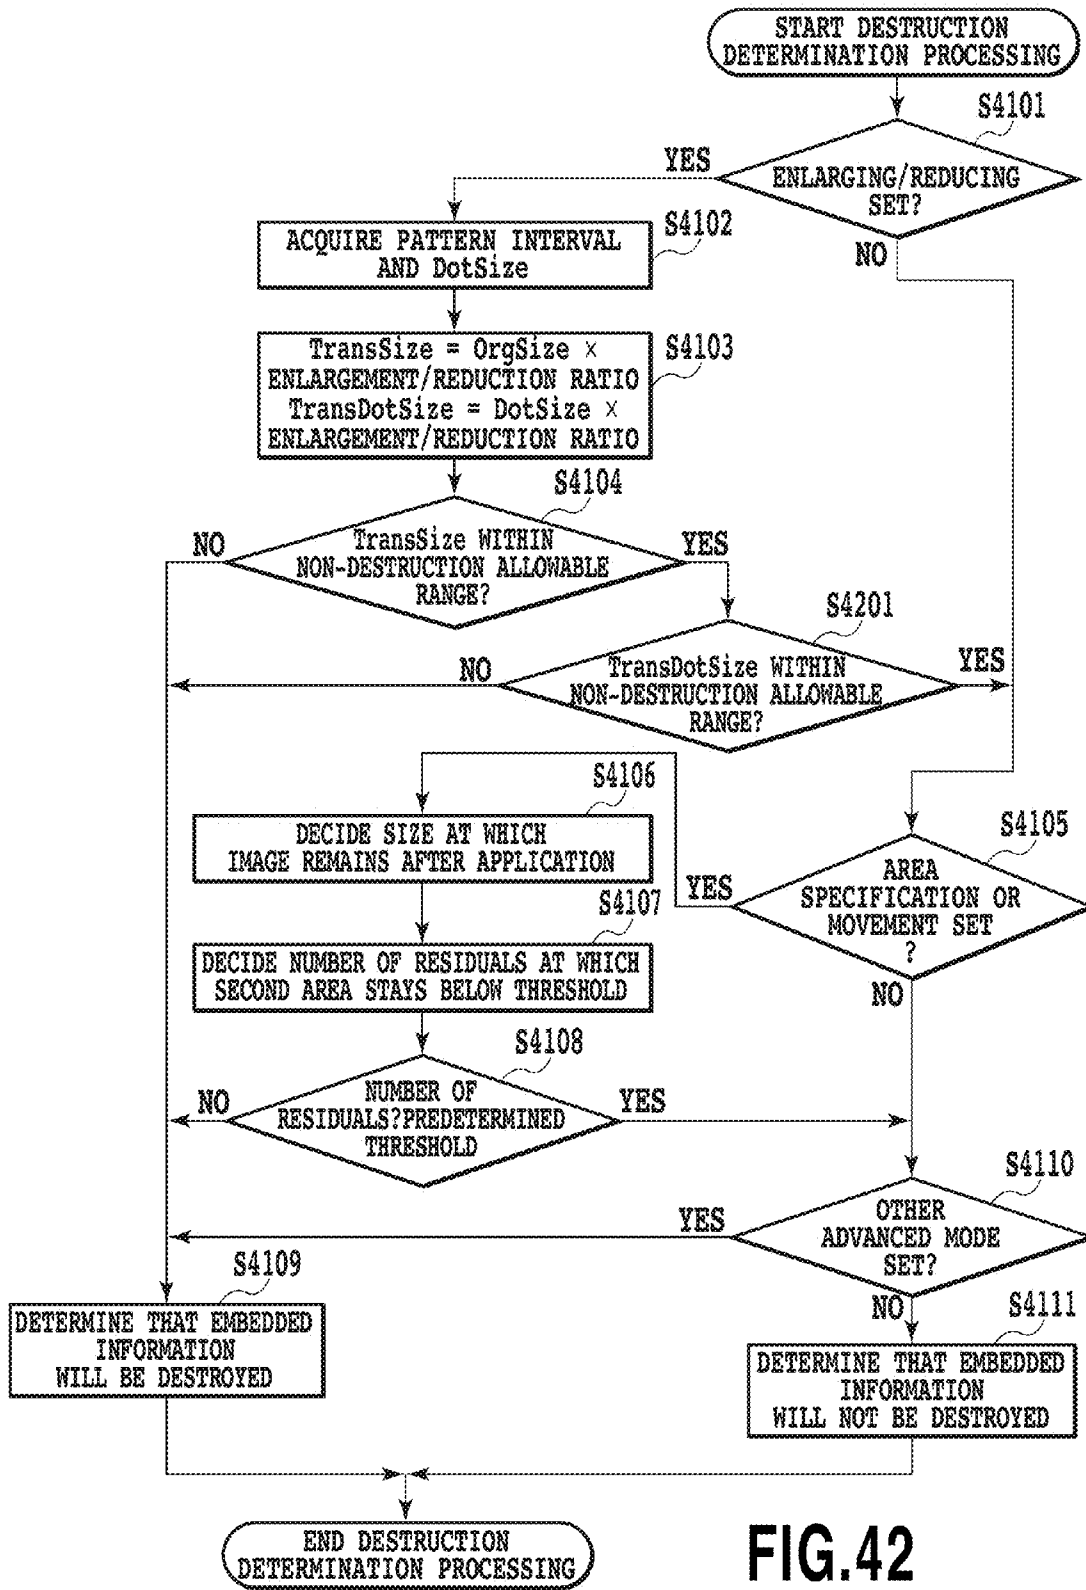 START DESTRUCTION
DETERMINATION PROCESSING
S4101
YES
ENLARGING/REDUCING
SET?
NO
S4102
ACQUIRE PATTERN INTERVAL
AND DotSize
S4103
TransSize = OrgSize ×
ENLARGEMENT/REDUCTION RATIO
TransDotSize = DotSize ×
ENLARGEMENT/REDUCTION RATIO
S4104
NO
TransSize WITHIN
NON-DESTRUCTION ALLOWABLE
RANGE?
YES
S4201
NO
TransDotSize WITHIN
NON-DESTRUCTION ALLOWABLE
RANGE?
YES
S4106
DECIDE SIZE AT WHICH
IMAGE REMAINS AFTER APPLICATION
S4105
YES
AREA
SPECIFICATION OR
MOVEMENT SET
?
NO
S4107
DECIDE NUMBER OF RESIDUALS AT WHICH
SECOND AREA STAYS BELOW THRESHOLD
S4108
NO
NUMBER OF
RESIDUALS?PREDETERMINED
THRESHOLD
YES
S4110
YES
OTHER
ADVANCED MODE
SET?
NO
S4109
DETERMINE THAT EMBEDDED
INFORMATION
WILL BE DESTROYED
S4111
DETERMINE THAT EMBEDDED
INFORMATION
WILL NOT BE DESTROYED
END DESTRUCTION
DETERMINATION PROCESSING
FIG.42